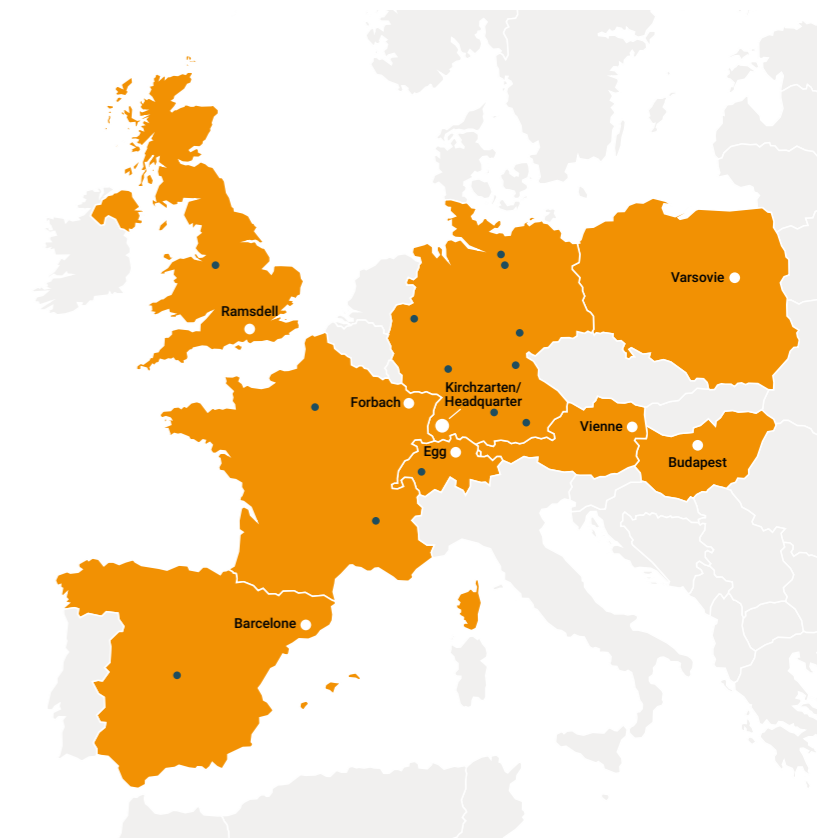 Varsovie
Ramsdell
Kirchzarten/
Headquarter
Forbach
Vienne
Egg
Budapest
Barcelone